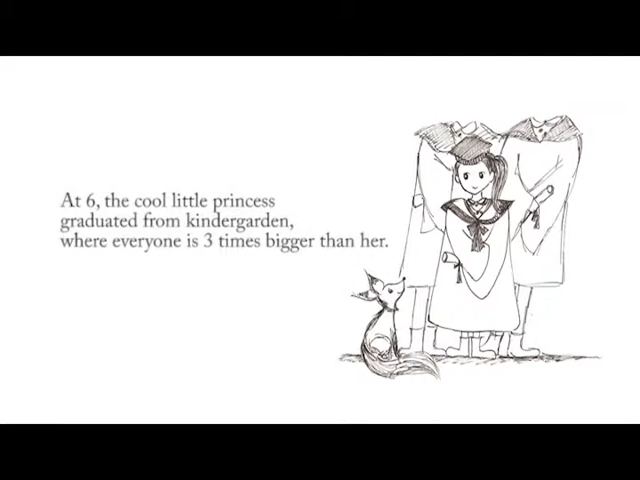 At 6, the cool little princess
graduated from kindergarden,
where everyone is 3 times bigger than her.